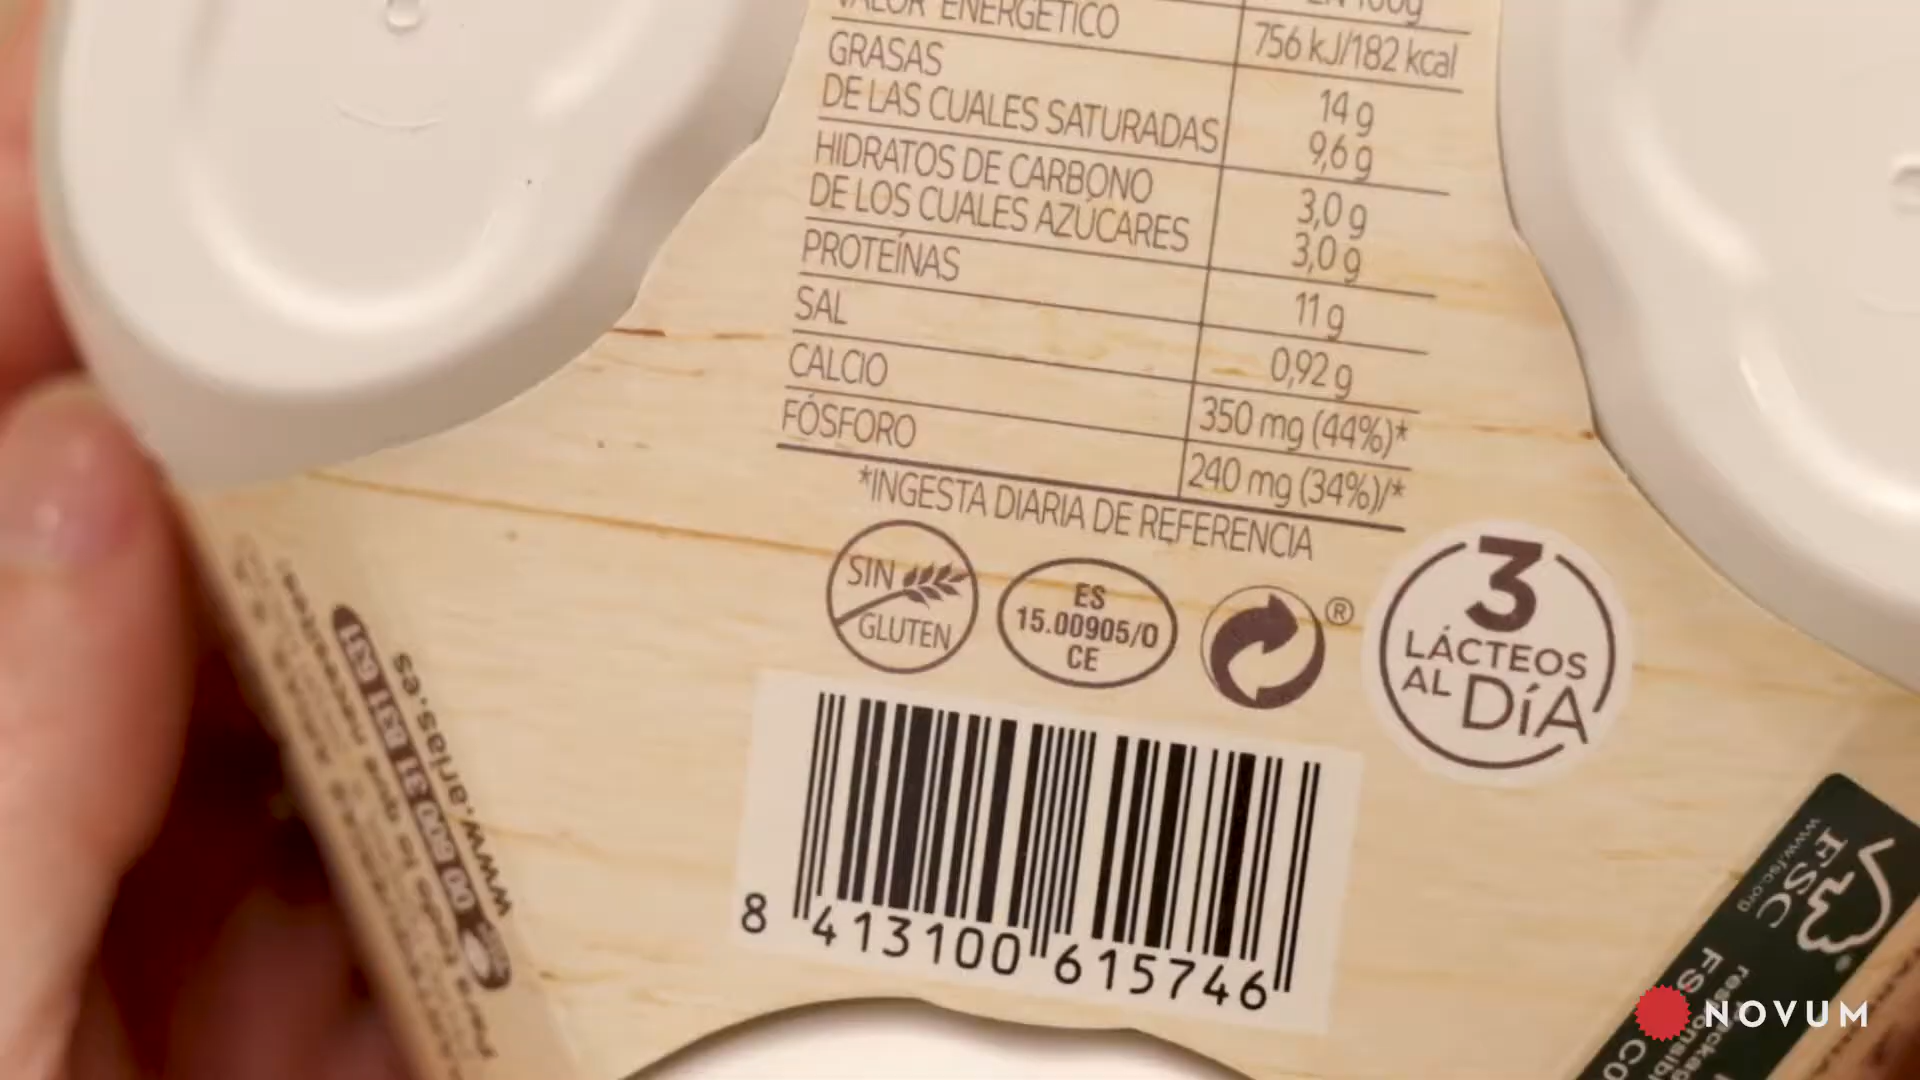 EN 100g
VALOR ENERGÉTICO 756 kJ/182 kcal
GRASAS 14 g
DE LAS CUALES SATURADAS 9,6 g
HIDRATOS DE CARBONO 3,0 g
DE LOS CUALES AZÚCARES 3,0 g
PROTEÍNAS 11 g
SAL 0,92 g
CALCIO 350 mg (44%)*
FÓSFORO 240 mg (34%)/*
*INGESTA DIARIA DE REFERENCIA
SIN
GLUTEN
ES
15.00905/O
CE
®
3
LÁCTEOS
AL DíA
8 413100 615746
www.arias.es
FSC
www.fsc.org
NOVUM